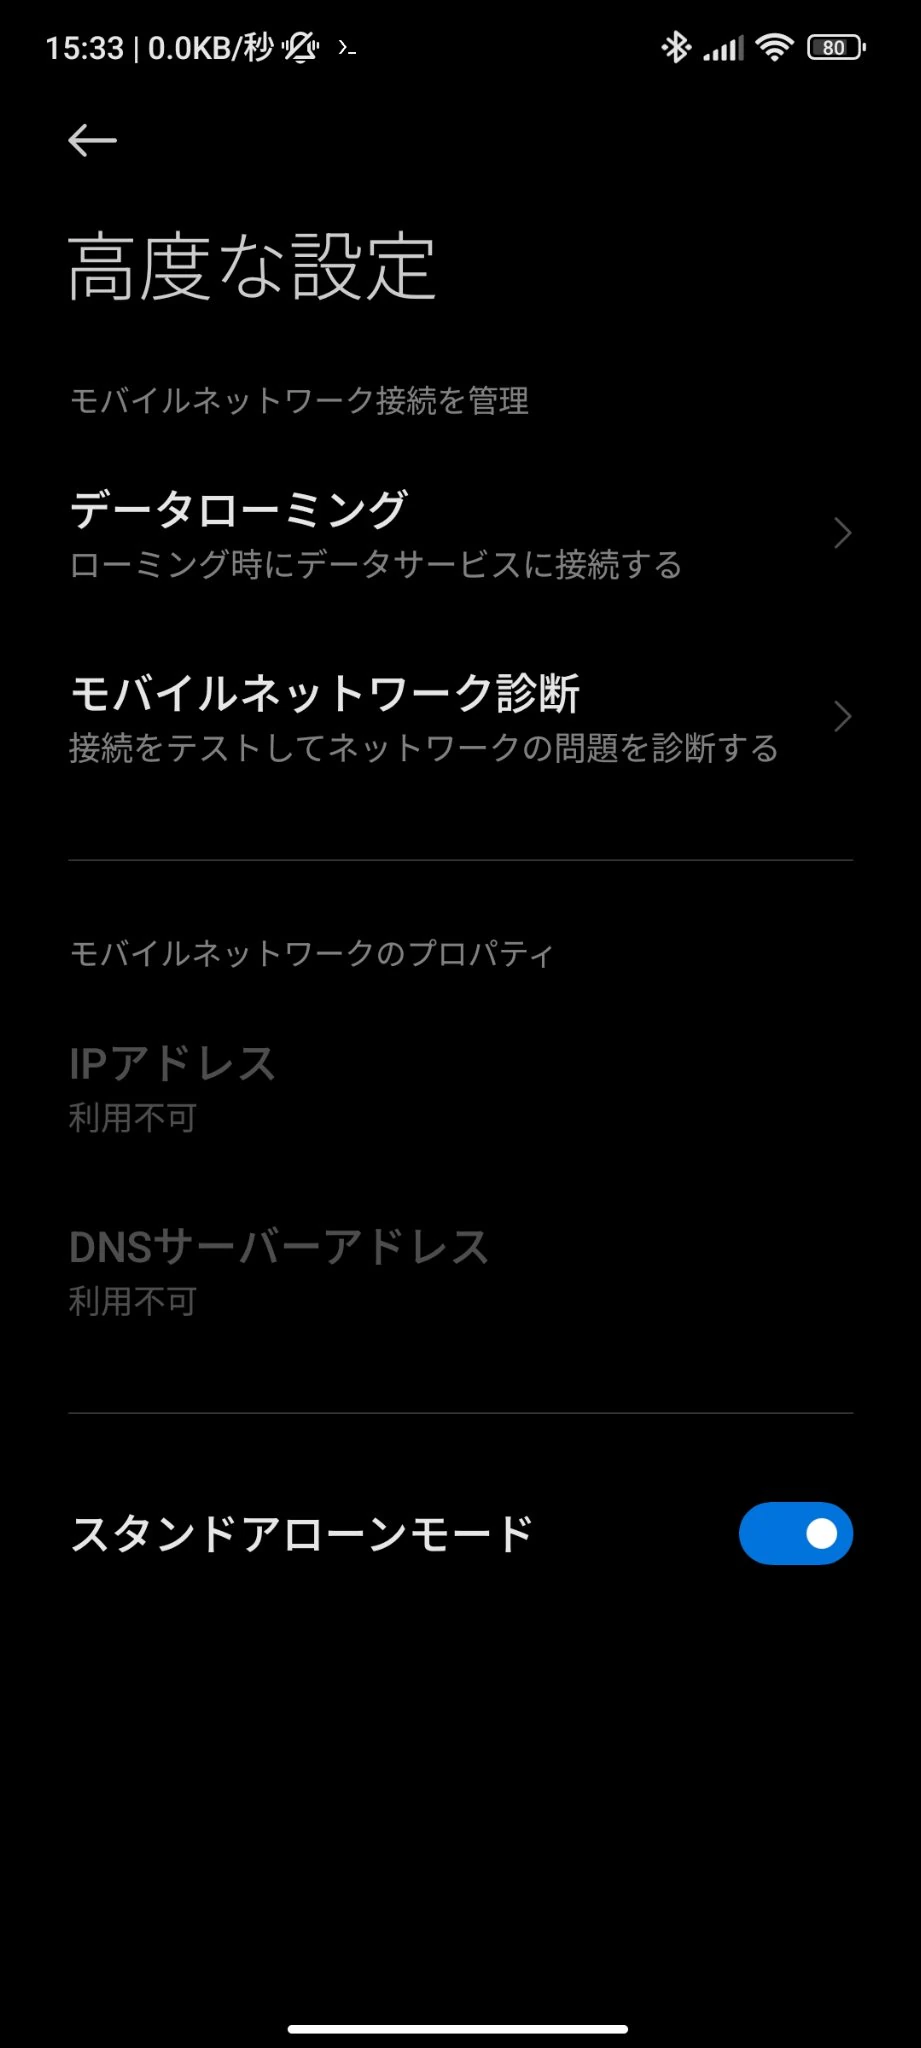 15:33 | 0.0KB/秒 80
高度な設定
モバイルネットワーク接続を管理
データローミング
ローミング時にデータサービスに接続する
モバイルネットワーク診断
接続をテストしてネットワークの問題を診断する
モバイルネットワークのプロパティ
IPアドレス
利用不可
DNSサーバーアドレス
利用不可
スタンドアローンモード